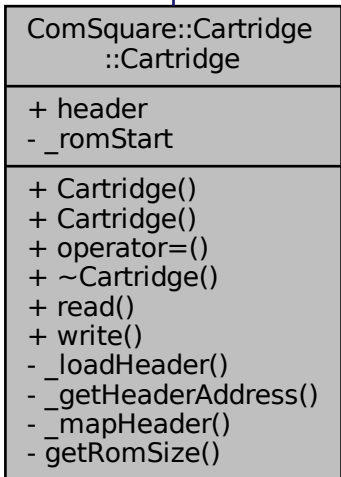 ComSquare::Cartridge
::Cartridge
+ header
- _romStart
+ Cartridge()
+ Cartridge()
+ operator=()
+ ~Cartridge()
+ read()
+ write()
- _loadHeader()
- _getHeaderAddress()
- _mapHeader()
- getRomSize()